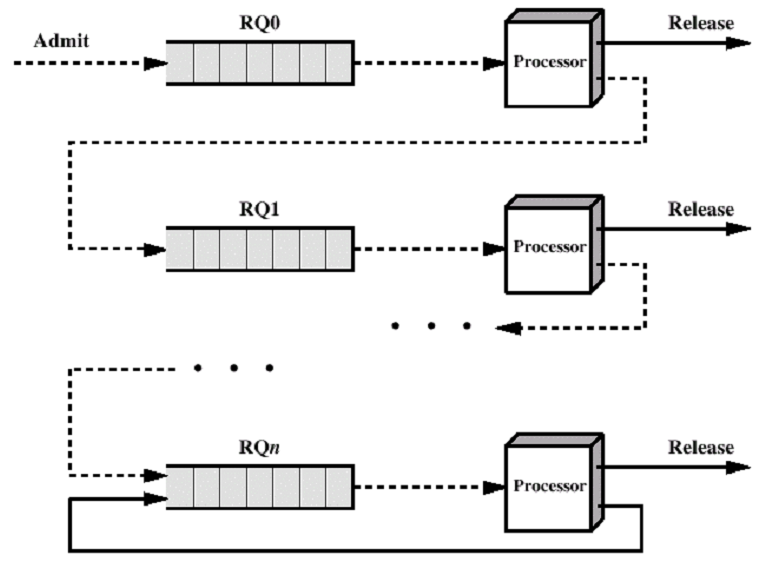 RQ0
Admit
Processor
Release
RQ1
Processor
Release
RQn
Processor
Release